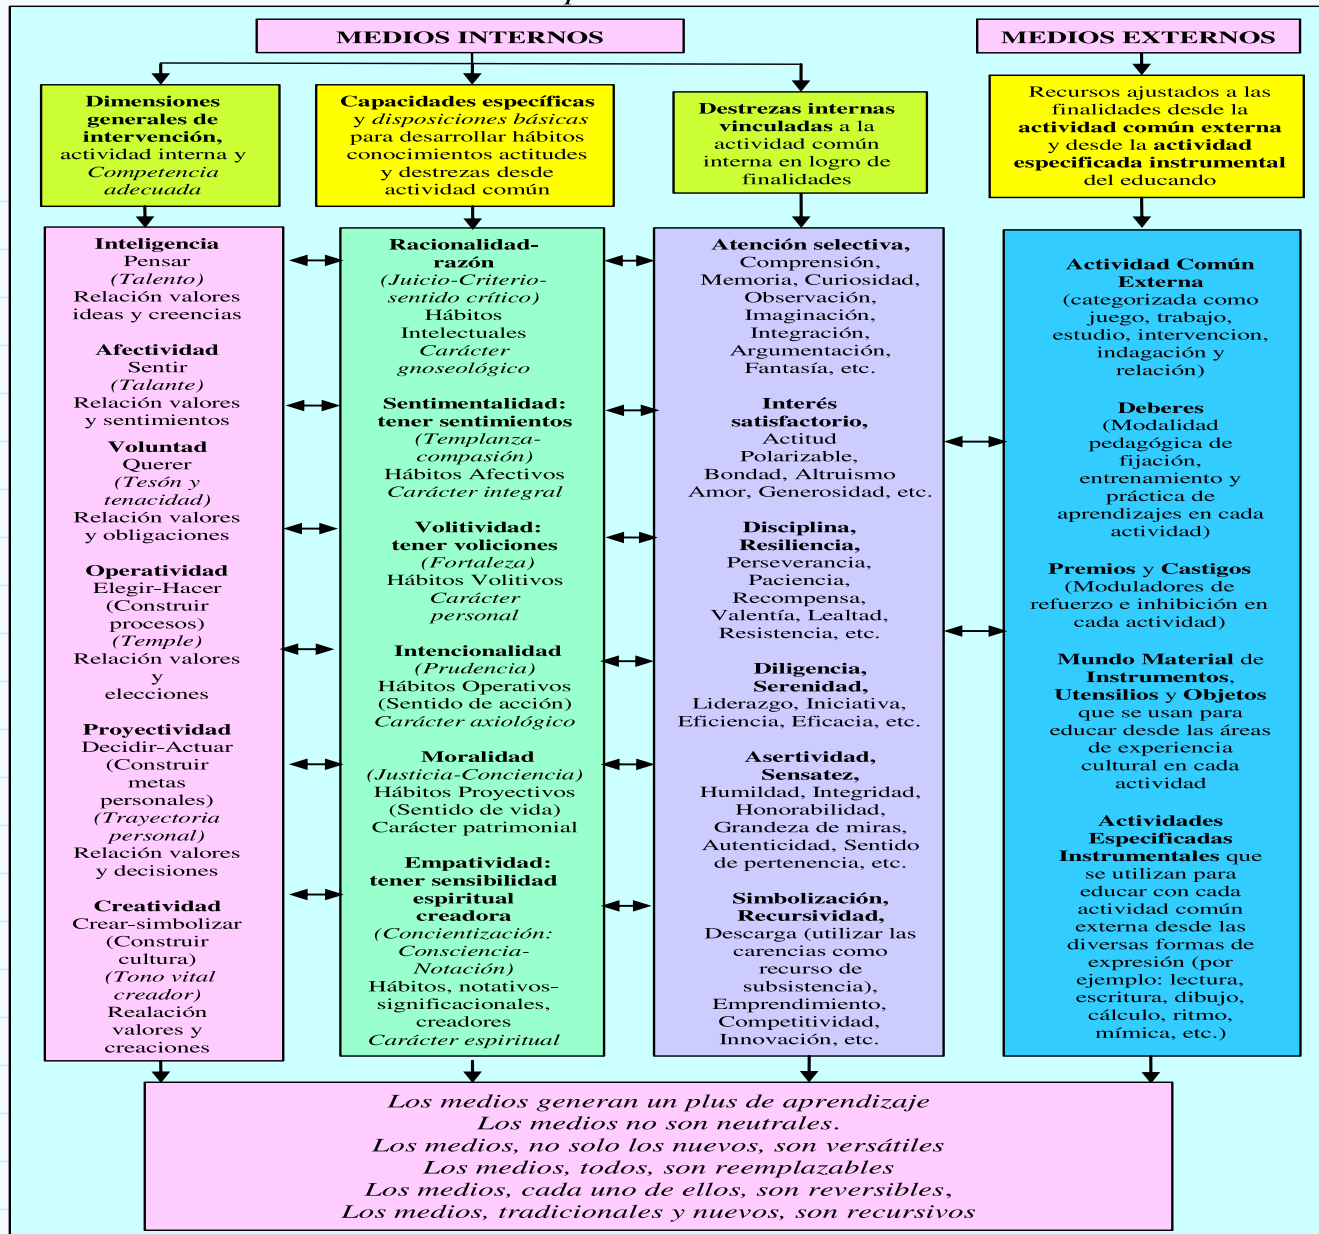 MEDIOS INTERNOS
MEDIOS EXTERNOS
Dimensiones
generales de
intervención,
actividad interna y
Competencia
adecuada
Capacidades específicas
y disposiciones básicas
para desarrollar hábitos
conocimientos actitudes
y destrezas desde
actividad común
Destrezas internas
vinculadas a la
actividad común
interna en logro de
finalidades
Recursos ajustados a las
finalidades desde la
actividad común externa
y desde la actividad
especificada instrumental
del educando
Inteligencia
Pensar
(Talento)
Relación valores
ideas y creencias
Afectividad
Sentir
(Talante)
Relación valores
y sentimientos
Voluntad
Querer
(Tesón y
tenacidad)
Relación valores
y obligaciones
Operatividad
Elegir-Hacer
(Construir
procesos)
(Temple)
Relación valores
y
elecciones
Proyectividad
Decidir-Actuar
(Construir
metas
personales)
(Trayectoria
personal)
Relación valores
y decisiones
Creatividad
Crear-simbolizar
(Construir
cultura)
(Tono vital
creador)
Realación
valores y
creaciones
Racionalidad-
razón
(Juicio-Criterio-
sentido crítico)
Hábitos
Intelectuales
Carácter
gnoseológico
Sentimentalidad:
tener sentimientos
(Templanza-
compasión)
Hábitos Afectivos
Carácter integral
Volitividad:
tener voliciones
(Fortaleza)
Hábitos Volitivos
Carácter
personal
Intencionalidad
(Prudencia)
Hábitos Operativos
(Sentido de acción)
Carácter axiológico
Moralidad
(Justicia-Conciencia)
Hábitos Proyectivos
(Sentido de vida)
Carácter patrimonial
Empatividad:
tener sensibilidad
espiritual
creadora
(Concientización:
Consciencia-
Notación)
Hábitos, notativos-
significacionales,
creadores
Carácter espiritual
Atención selectiva,
Comprensión,
Memoria, Curiosidad,
Observación,
Imaginación,
Integración,
Argumentación,
Fantasía, etc.
Interés
satisfactorio,
Actitud
Polarizable,
Bondad, Altruismo
Amor, Generosidad, etc.
Disciplina,
Resiliencia,
Perseverancia,
Paciencia,
Recompensa,
Valentía, Lealtad,
Resistencia, etc.
Diligencia,
Serenidad,
Liderazgo, Iniciativa,
Eficiencia, Eficacia, etc.
Asertividad,
Sensatez,
Humildad, Integridad,
Honorabilidad,
Grandeza de miras,
Autenticidad, Sentido
de pertenencia, etc.
Simbolización,
Recursividad,
Descarga (utilizar las
carencias como
recurso de
subsistencia),
Emprendimiento,
Competitividad,
Innovación, etc.
Actividad Común
Externa
(categorizada como
juego, trabajo,
estudio, intervencion,
indagación y
relación)
Deberes
(Modalidad
pedagógica de
fijación,
entrenamiento y
práctica de
aprendizajes en cada
actividad)
Premios y Castigos
(Moduladores de
refuerzo e inhibición en
cada actividad)
Mundo Material de
Instrumentos,
Utensilios y Objetos
que se usan para
educar desde las áreas
de experiencia
cultural en cada
actividad
Actividades
Especificadas
Instrumentales que
se utilizan para
educar con cada
actividad común
externa desde las
diversas formas de
expresión (por
ejemplo: lectura,
escritura, dibujo,
cálculo, ritmo,
mímica, etc.)
Los medios generan un plus de aprendizaje
Los medios no son neutrales.
Los medios, no solo los nuevos, son versátiles
Los medios, todos, son reemplazables
Los medios, cada uno de ellos, son reversibles,
Los medios, tradicionales y nuevos, son recursivos